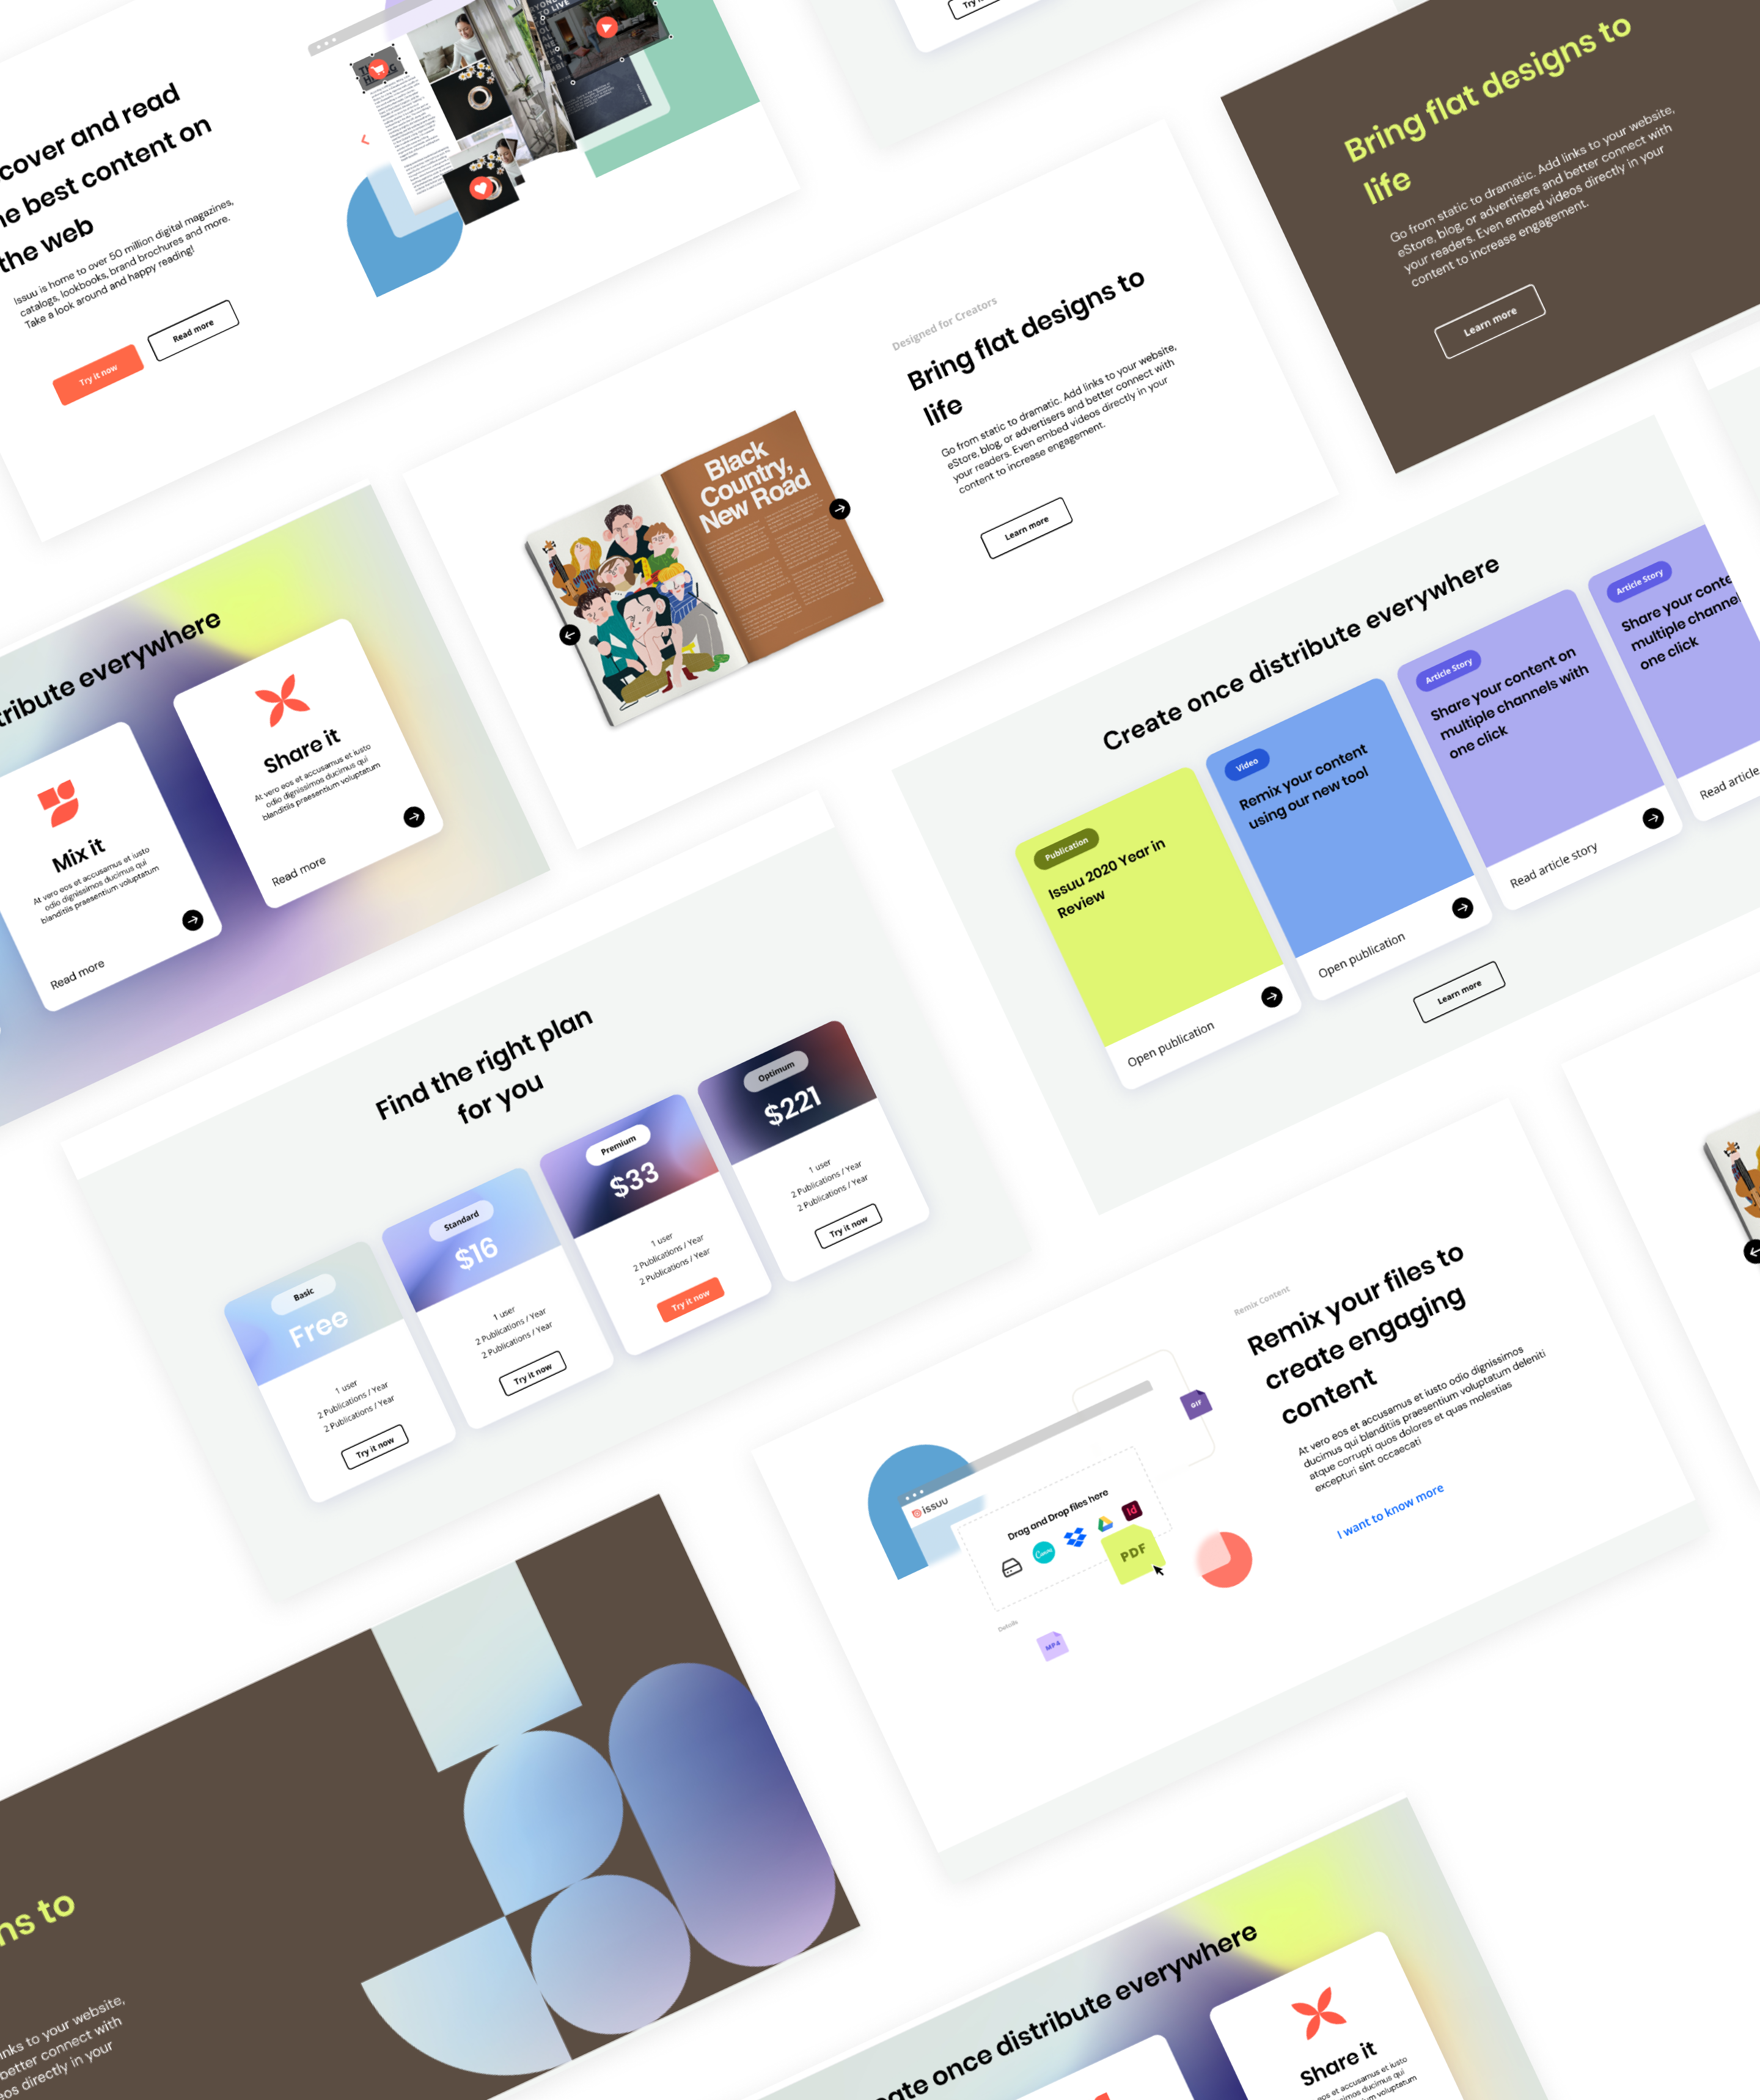 cover and read
e best content on
the web
Issuu is home to over 50 million digital magazines,
catalogs, lookbooks, brand brochures and more.
Take a look around and happy reading!
Try it now
Read more
Bring flat designs to
life
Go from static to dramatic. Add links to your website,
eStore, blog, or advertisers and better connect with
your readers. Even embed videos directly in your
content to increase engagement.
Learn more
Designed for Creators
Bring flat designs to
life
Go from static to dramatic. Add links to your website,
eStore, blog, or advertisers and better connect with
your readers. Even embed videos directly in your
content to increase engagement.
Learn more
Black
Country,
New Road
tribute everywhere
Mix it
At vero eos et accusamus et iusto
odio dignissimos ducimus qui
blanditiis praesentium voluptatum
Read more
Share it
At vero eos et accusamus et iusto
odio dignissimos ducimus qui
blanditiis praesentium voluptatum
Read more
Create once distribute everywhere
Publication
Issuu 2020 Year in
Review
Open publication
Video
Remix your content
using our new tool
Open publication
Article Story
Share your content on
multiple channels with
one click
Read article story
Article Story
Share your conte
multiple channel
one click
Read article
Learn more
Find the right plan
for you
Basic
Free
1 user
2 Publications / Year
2 Publications / Year
Try it now
Standard
$16
1 user
2 Publications / Year
2 Publications / Year
Try it now
Premium
$33
1 user
2 Publications / Year
2 Publications / Year
Try it now
Optimum
$221
1 user
2 Publications / Year
2 Publications / Year
Try it now
Remix Content
Remix your files to
create engaging
content
At vero eos et accusamus et iusto odio dignissimos
ducimus qui blanditiis praesentium voluptatum deleniti
atque corrupti quos dolores et quas molestias
excepturi sint occaecati
I want to know more
issuu
Drag and Drop files here
Canva
Id
PDF
GIF
MP4
Details
ns to
inks to your website,
better connect with
eos directly in your
ate once distribute everywhere
Share it
eos et accusamus et iusto
dignissimos ducimus qui
voluptatum